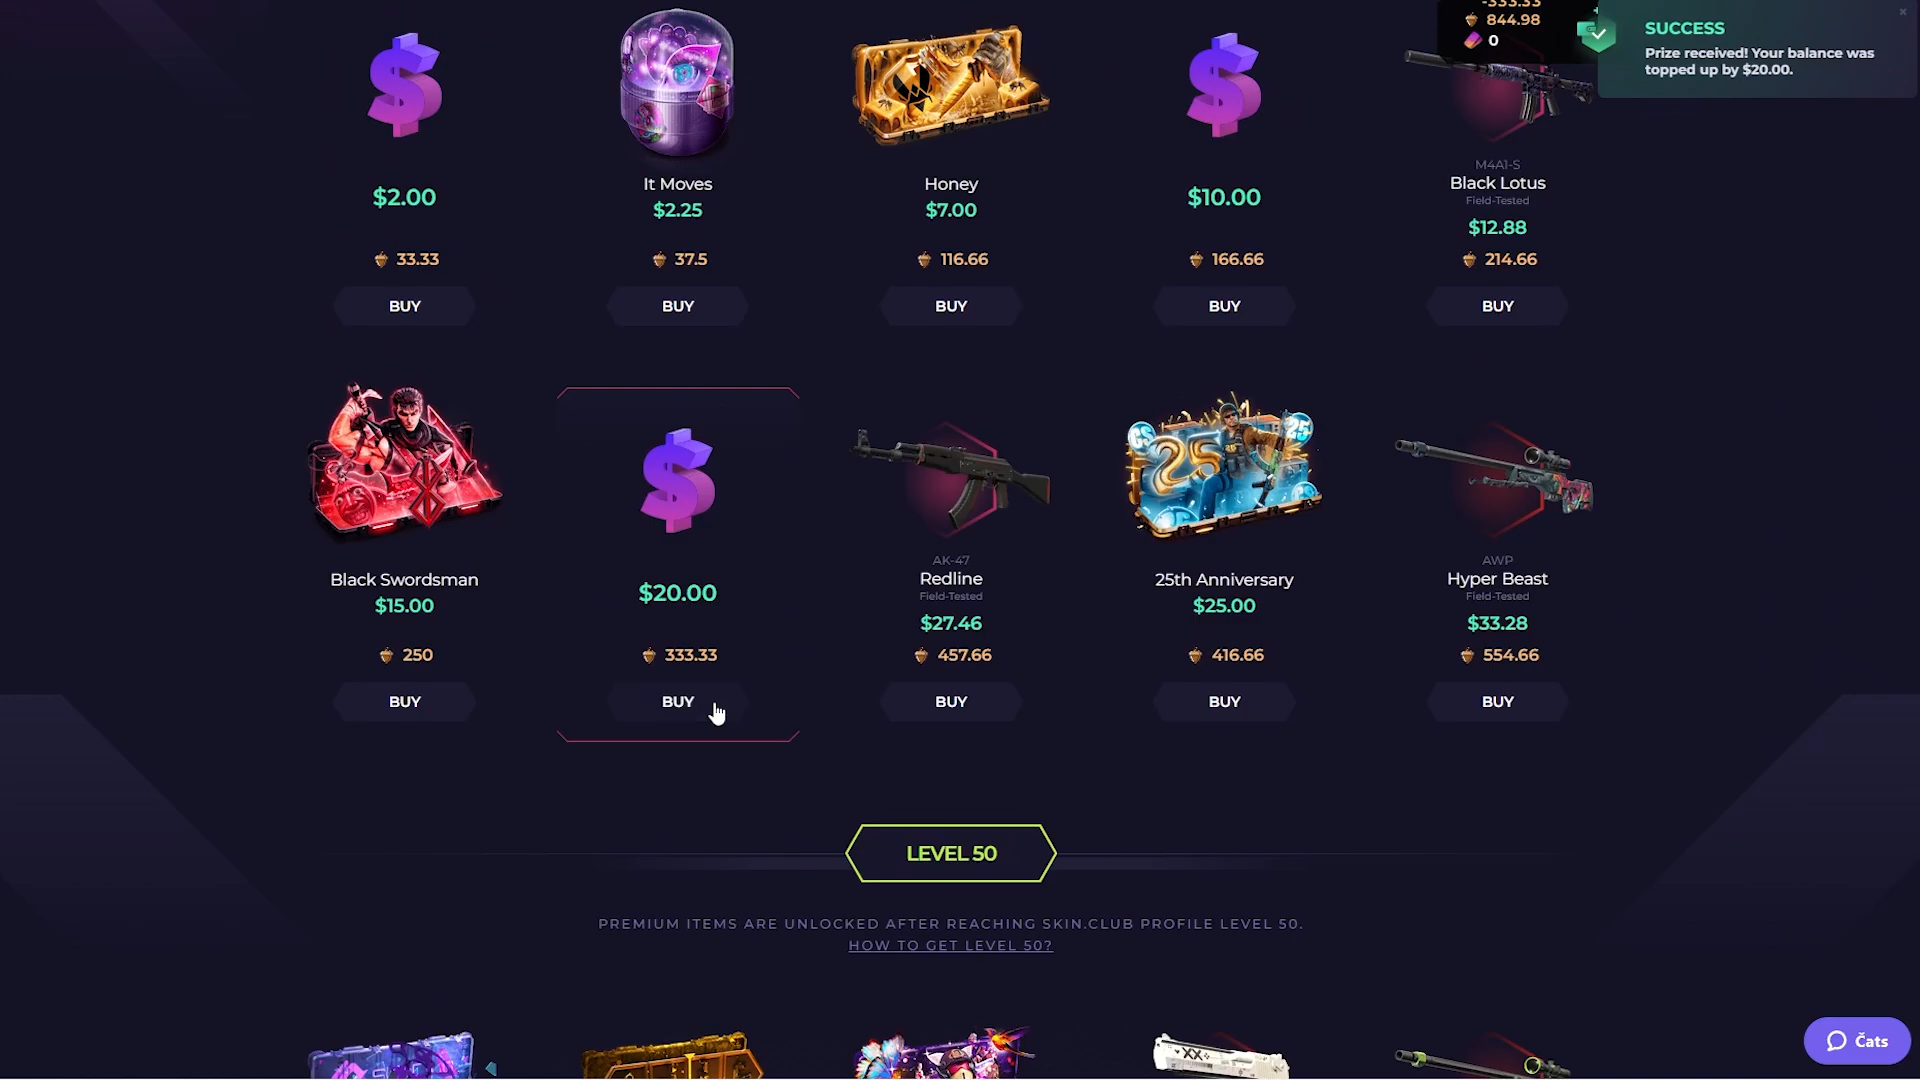 -333.33
844.98
0
SUCCESS
Prize received! Your balance was
topped up by $20.00.
$2.00
33.33
BUY
It Moves
$2.25
37.5
BUY
Honey
$7.00
116.66
BUY
$10.00
166.66
BUY
M4A1-S
Black Lotus
Field-Tested
$12.88
214.66
BUY
Black Swordsman
$15.00
250
BUY
$20.00
333.33
BUY
AK-47
Redline
Field-Tested
$27.46
457.66
BUY
25th Anniversary
$25.00
416.66
BUY
AWP
Hyper Beast
Field-Tested
$33.28
554.66
BUY
LEVEL 50
PREMIUM ITEMS ARE UNLOCKED AFTER REACHING SKIN.CLUB PROFILE LEVEL 50.
HOW TO GET LEVEL 50?
Čats